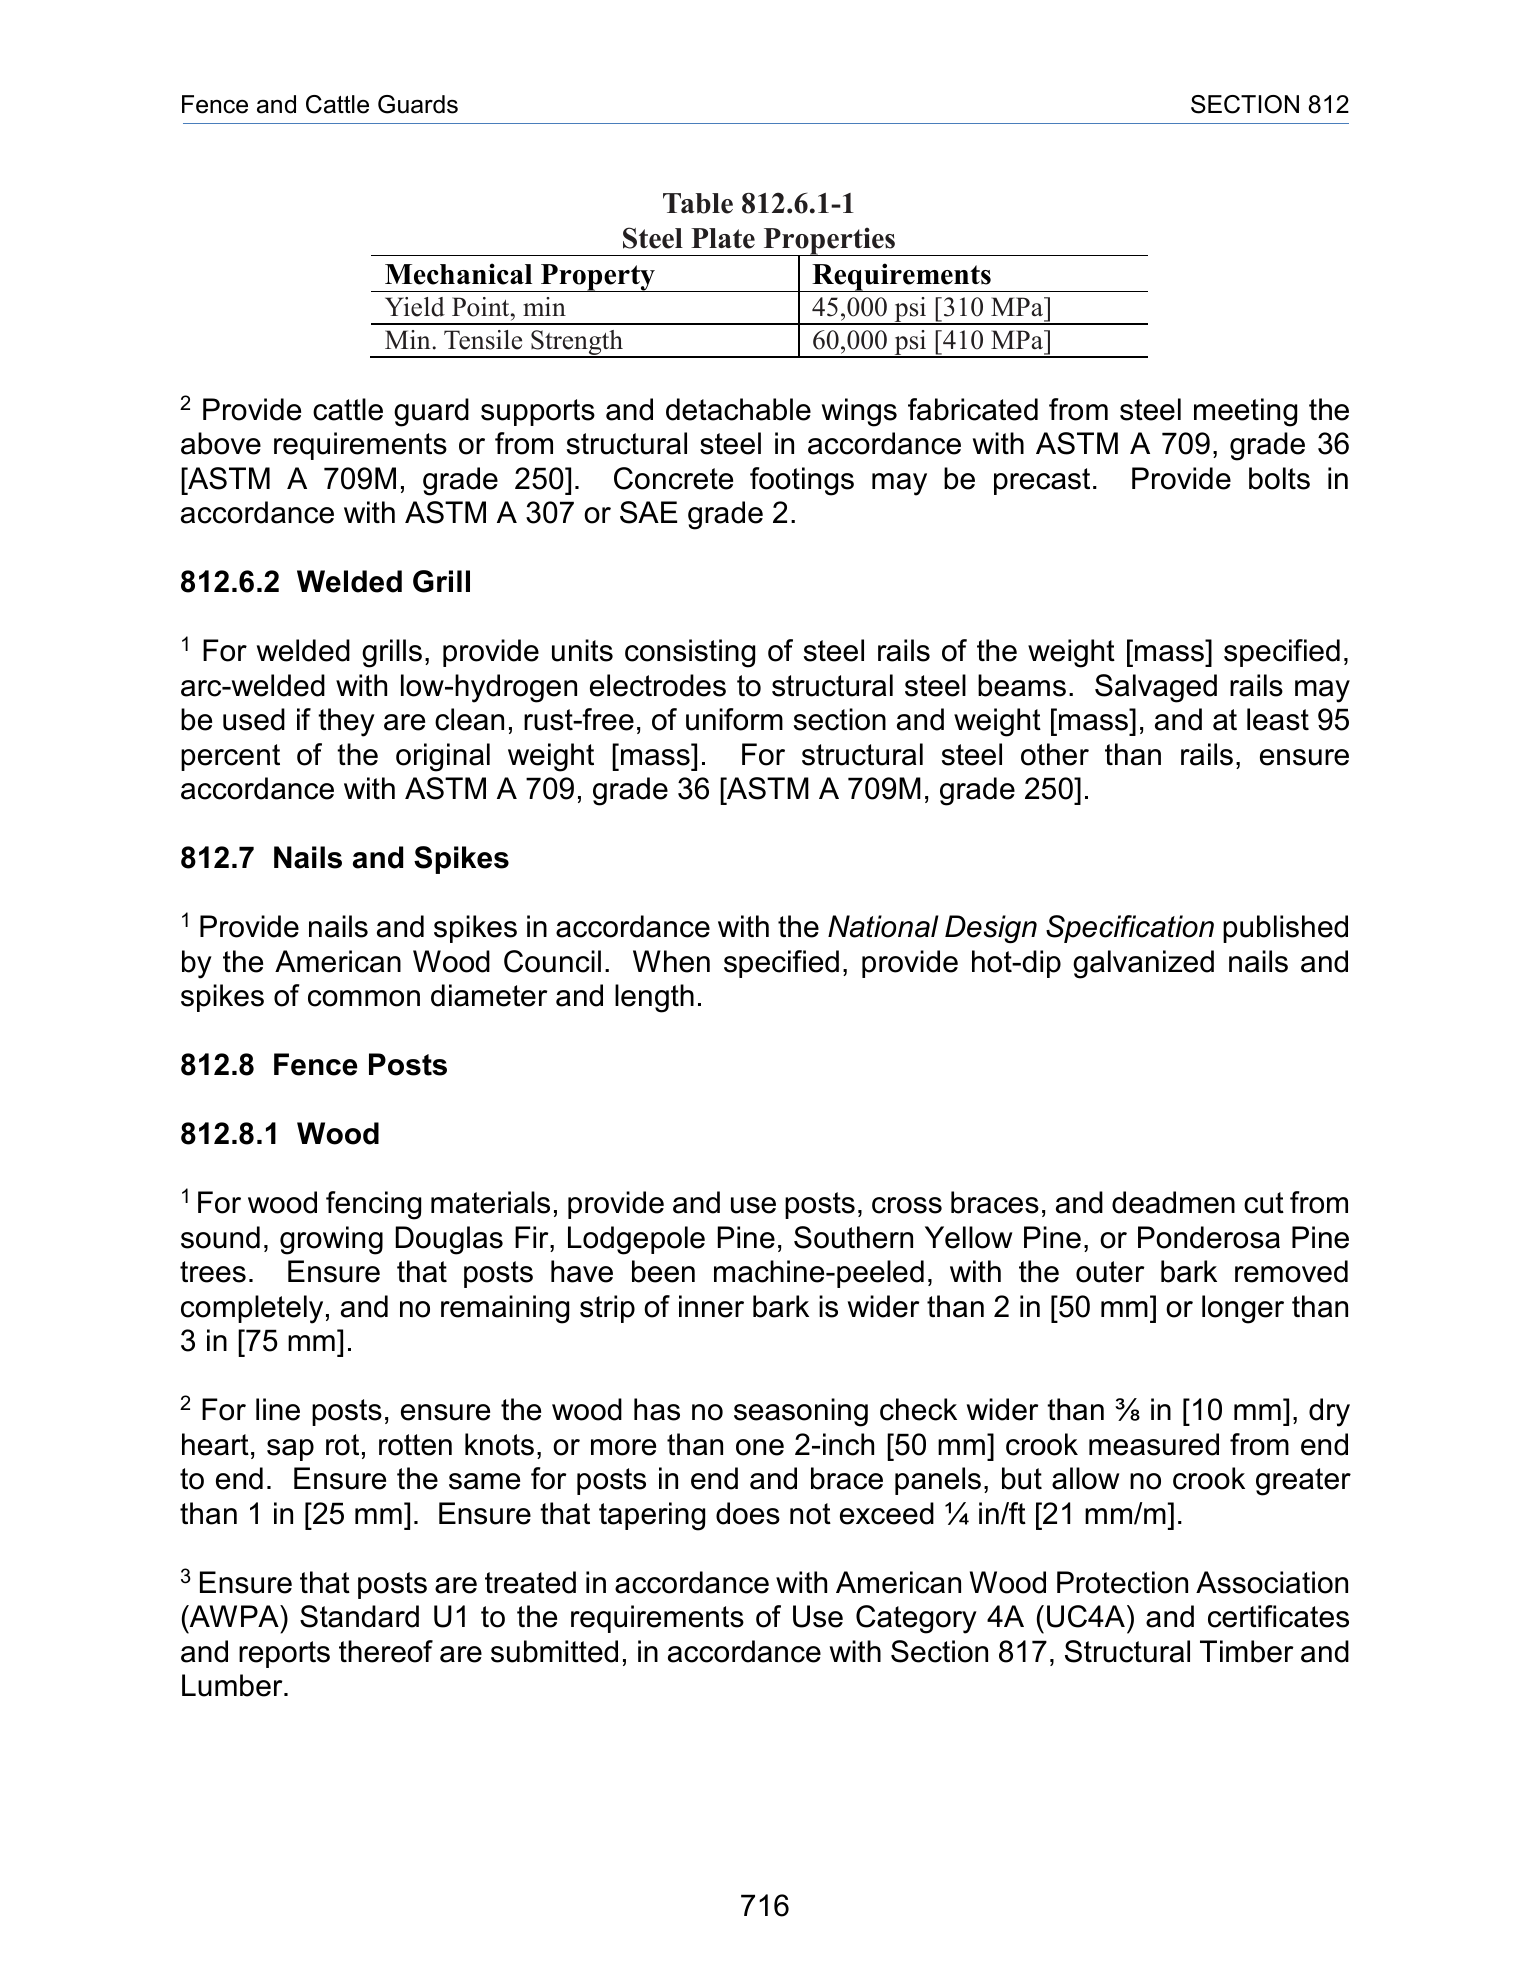 Fence and Cattle Guards SECTION 812
Table 812.6.1-1
Steel Plate Properties
Mechanical Property Requirements
Yield Point, min 45,000 psi [310 MPa]
Min. Tensile Strength 60,000 psi [410 MPa]
2 Provide cattle guard supports and detachable wings fabricated from steel meeting the
above requirements or from structural steel in accordance with ASTM A 709, grade 36
[ASTM A 709M, grade 250]. Concrete footings may be precast. Provide bolts in
accordance with ASTM A 307 or SAE grade 2.
812.6.2 Welded Grill
1 For welded grills, provide units consisting of steel rails of the weight [mass] specified,
arc-welded with low-hydrogen electrodes to structural steel beams. Salvaged rails may
be used if they are clean, rust-free, of uniform section and weight [mass], and at least 95
percent of the original weight [mass]. For structural steel other than rails, ensure
accordance with ASTM A 709, grade 36 [ASTM A 709M, grade 250].
812.7 Nails and Spikes
1 Provide nails and spikes in accordance with the National Design Specification published
by the American Wood Council. When specified, provide hot-dip galvanized nails and
spikes of common diameter and length.
812.8 Fence Posts
812.8.1 Wood
1 For wood fencing materials, provide and use posts, cross braces, and deadmen cut from
sound, growing Douglas Fir, Lodgepole Pine, Southern Yellow Pine, or Ponderosa Pine
trees. Ensure that posts have been machine-peeled, with the outer bark removed
completely, and no remaining strip of inner bark is wider than 2 in [50 mm] or longer than
3 in [75 mm].
2 For line posts, ensure the wood has no seasoning check wider than ⅜ in [10 mm], dry
heart, sap rot, rotten knots, or more than one 2-inch [50 mm] crook measured from end
to end. Ensure the same for posts in end and brace panels, but allow no crook greater
than 1 in [25 mm]. Ensure that tapering does not exceed ¼ in/ft [21 mm/m].
3 Ensure that posts are treated in accordance with American Wood Protection Association
(AWPA) Standard U1 to the requirements of Use Category 4A (UC4A) and certificates
and reports thereof are submitted, in accordance with Section 817, Structural Timber and
Lumber.
716